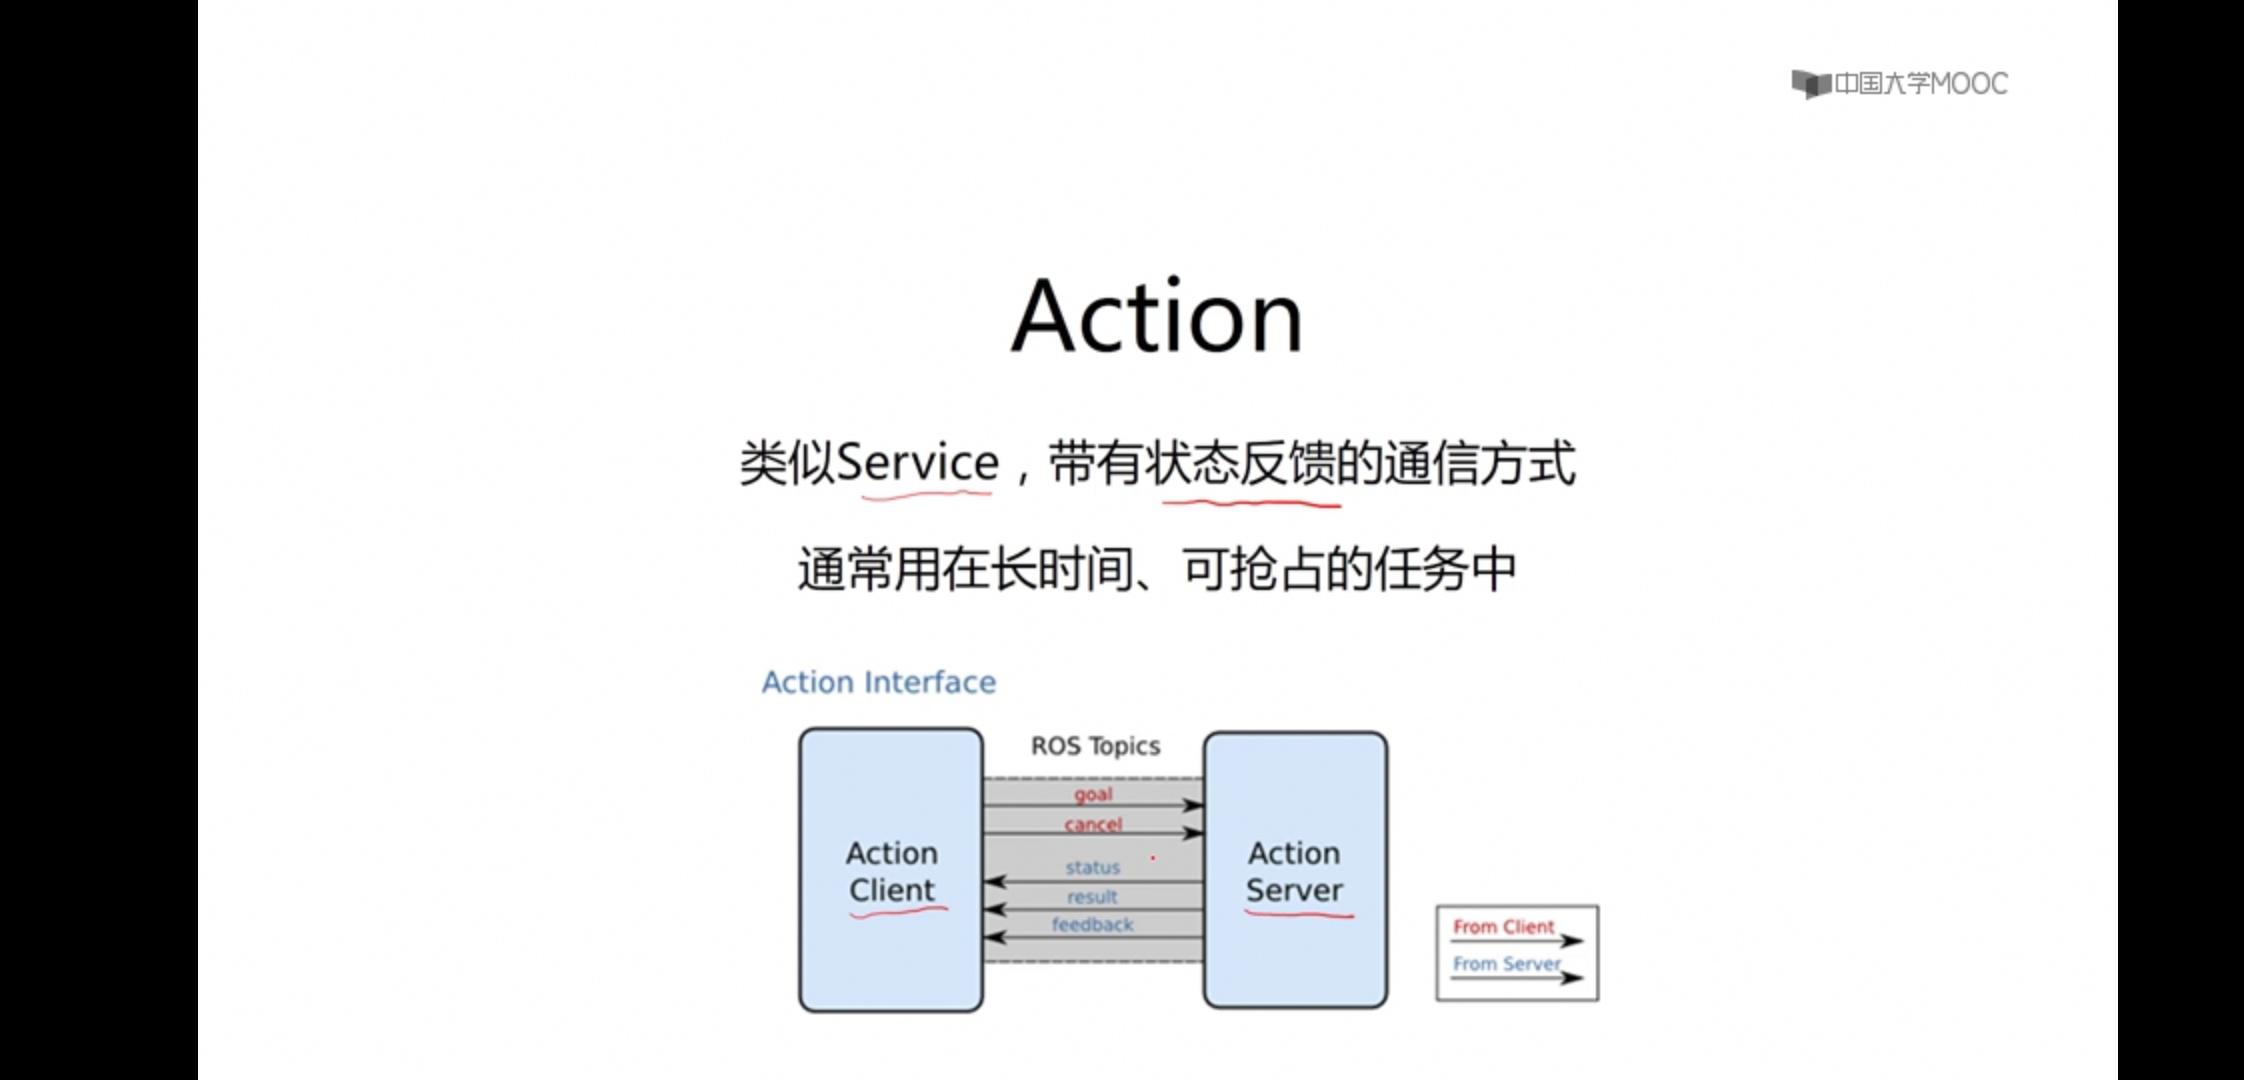 中国大学MOOC
Action
类似Service，带有状态反馈的通信方式
通常用在长时间、可抢占的任务中
Action Interface
ROS Topics
goal
cancel
status
result
feedback
Action
Client
Action
Server
From Client
From Server